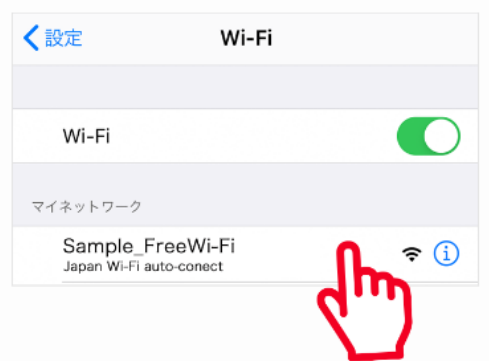 設定
Wi-Fi
Wi-Fi
マイネットワーク
Sample_FreeWi-Fi
Japan Wi-Fi auto-conect